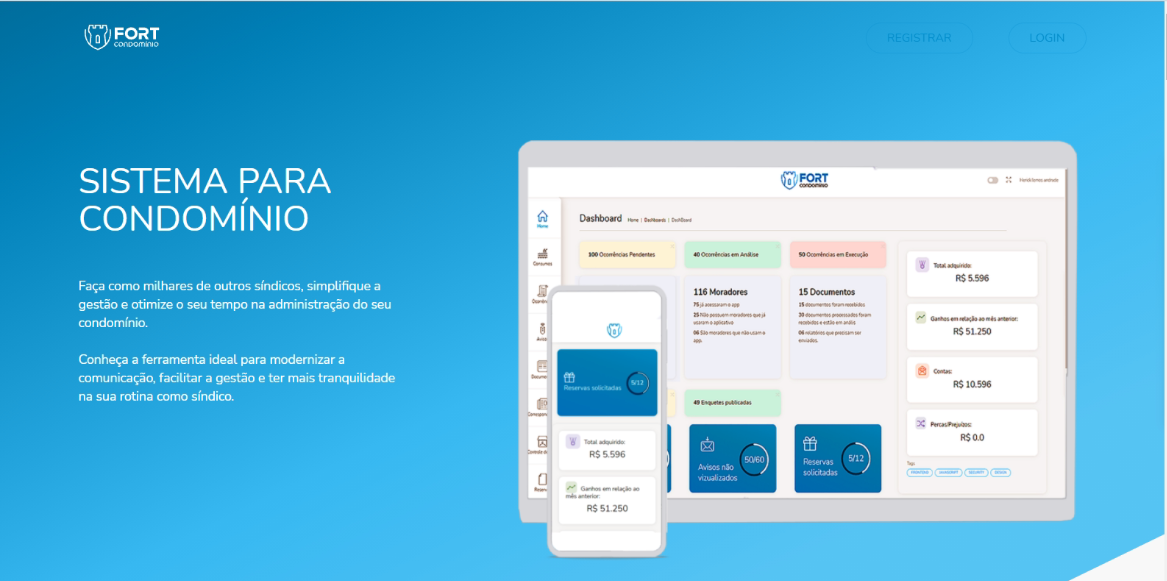 FORT
condomínio
REGISTRAR
LOGIN
SISTEMA PARA
CONDOMÍNIO
Faça como milhares de outros síndicos, simplifique a
gestão e otimize o seu tempo na administração do seu
condomínio.
Conheça a ferramenta ideal para modernizar a
comunicação, facilitar a gestão e ter mais tranquilidade
na sua rotina como síndico.
FORT
condomínio
Home
Consumos
Dashboard Home | Dashboards | DashBoard
100 Ocorrências Pendentes
40 Ocorrências em Análise
50 Ocorrências em Execução
116 Moradores
75 já acessaram o app
25 Não possuem moradores que já
usaram o aplicativo
06 São moradores que não usam o
app.
15 Documentos
15 documentos foram recebidos
30 documentos processados foram
recebidos e estão em análise
06 relatórios que precisam ser
enviados.
49 Enquetes publicadas
Avisos não
vizualizados
50/60
Reservas
solicitadas
5/12
Total adquirido:
R$ 5.596
Ganhos em relação ao mês anterior:
R$ 51.250
Contas:
R$ 10.596
Percas/Prejuízos:
R$ 0.0
Tags
Reservas solicitadas
5/12
Total adquirido:
R$ 5.596
Ganhos em relação ao
mês anterior:
R$ 51.250